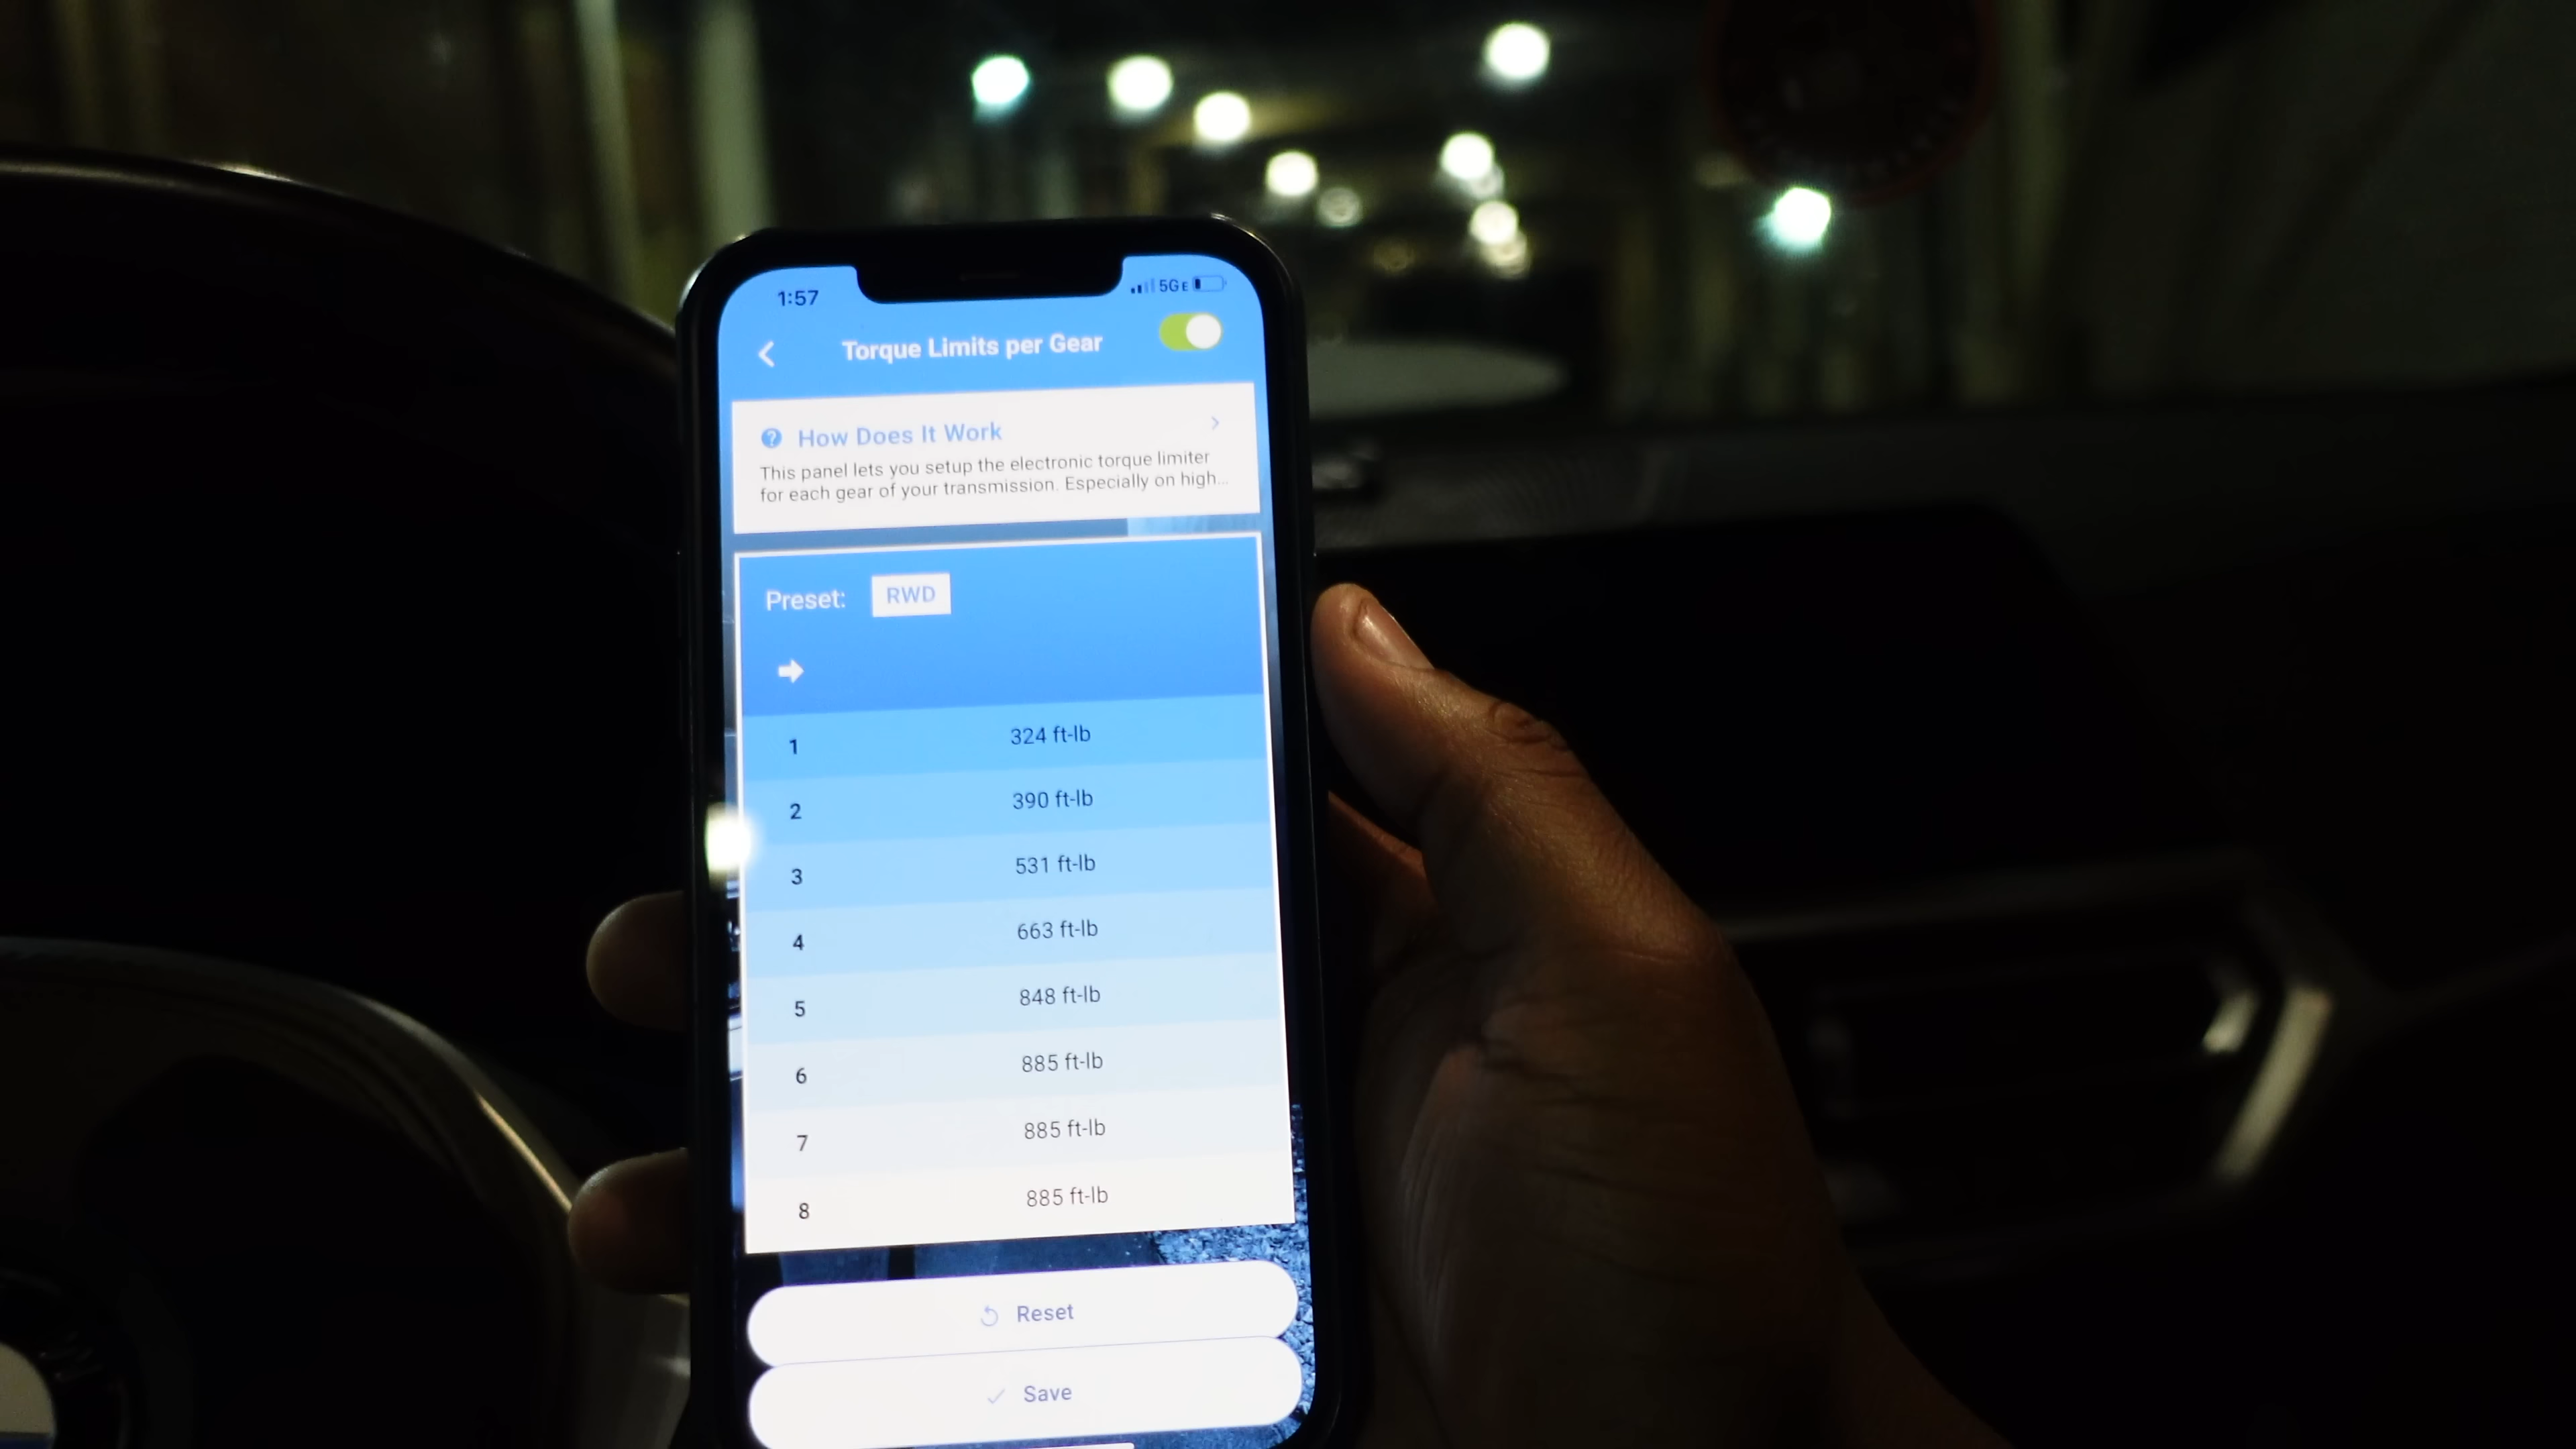 1:57
5GE
Torque Limits per Gear
How Does It Work
This panel lets you setup the electronic torque limiter
for each gear of your transmission. Especially on high...
Preset: RWD
1 324 ft-lb
2 390 ft-lb
3 531 ft-lb
4 663 ft-lb
5 848 ft-lb
6 885 ft-lb
7 885 ft-lb
8 885 ft-lb
Reset
Save